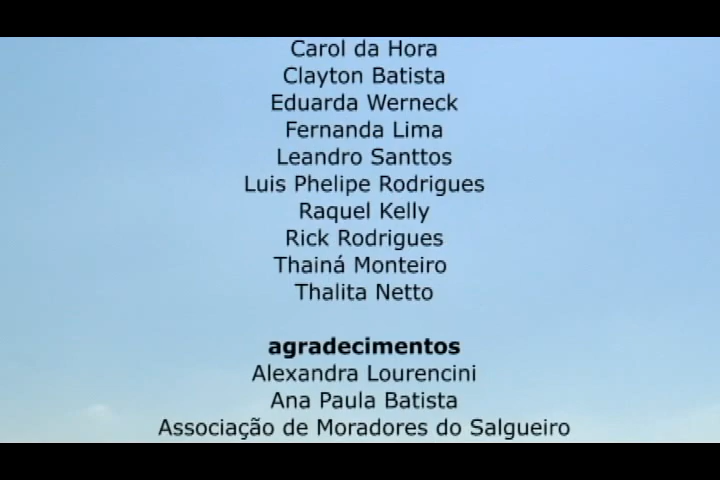 Carol da Hora
Clayton Batista
Eduarda Werneck
Fernanda Lima
Leandro Santtos
Luis Phelipe Rodrigues
Raquel Kelly
Rick Rodrigues
Thainá Monteiro
Thalita Netto
agradecimentos
Alexandra Lourencini
Ana Paula Batista
Associação de Moradores do Salgueiro